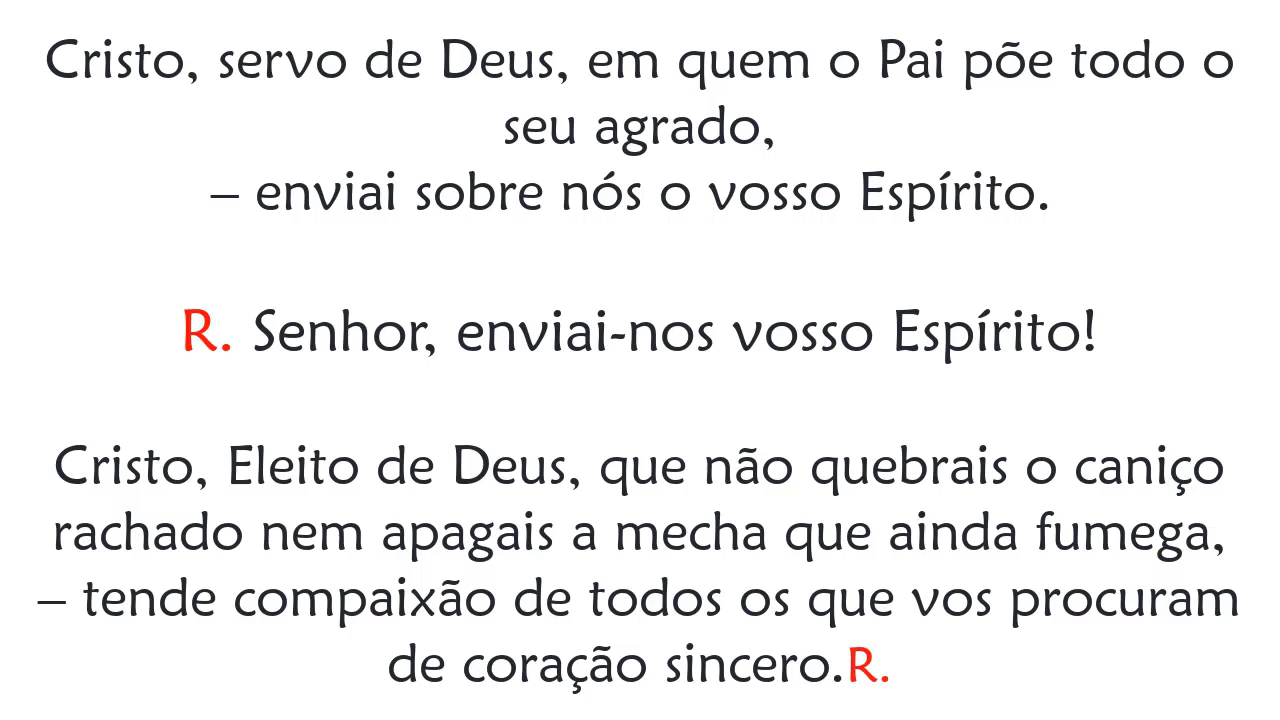 Cristo, servo de Deus, em quem o Pai põe todo o
seu agrado,
– enviai sobre nós o vosso Espírito.
R. Senhor, enviai-nos vosso Espírito!
Cristo, Eleito de Deus, que não quebrais o caniço
rachado nem apagais a mecha que ainda fumega,
– tende compaixão de todos os que vos procuram
de coração sincero.R.